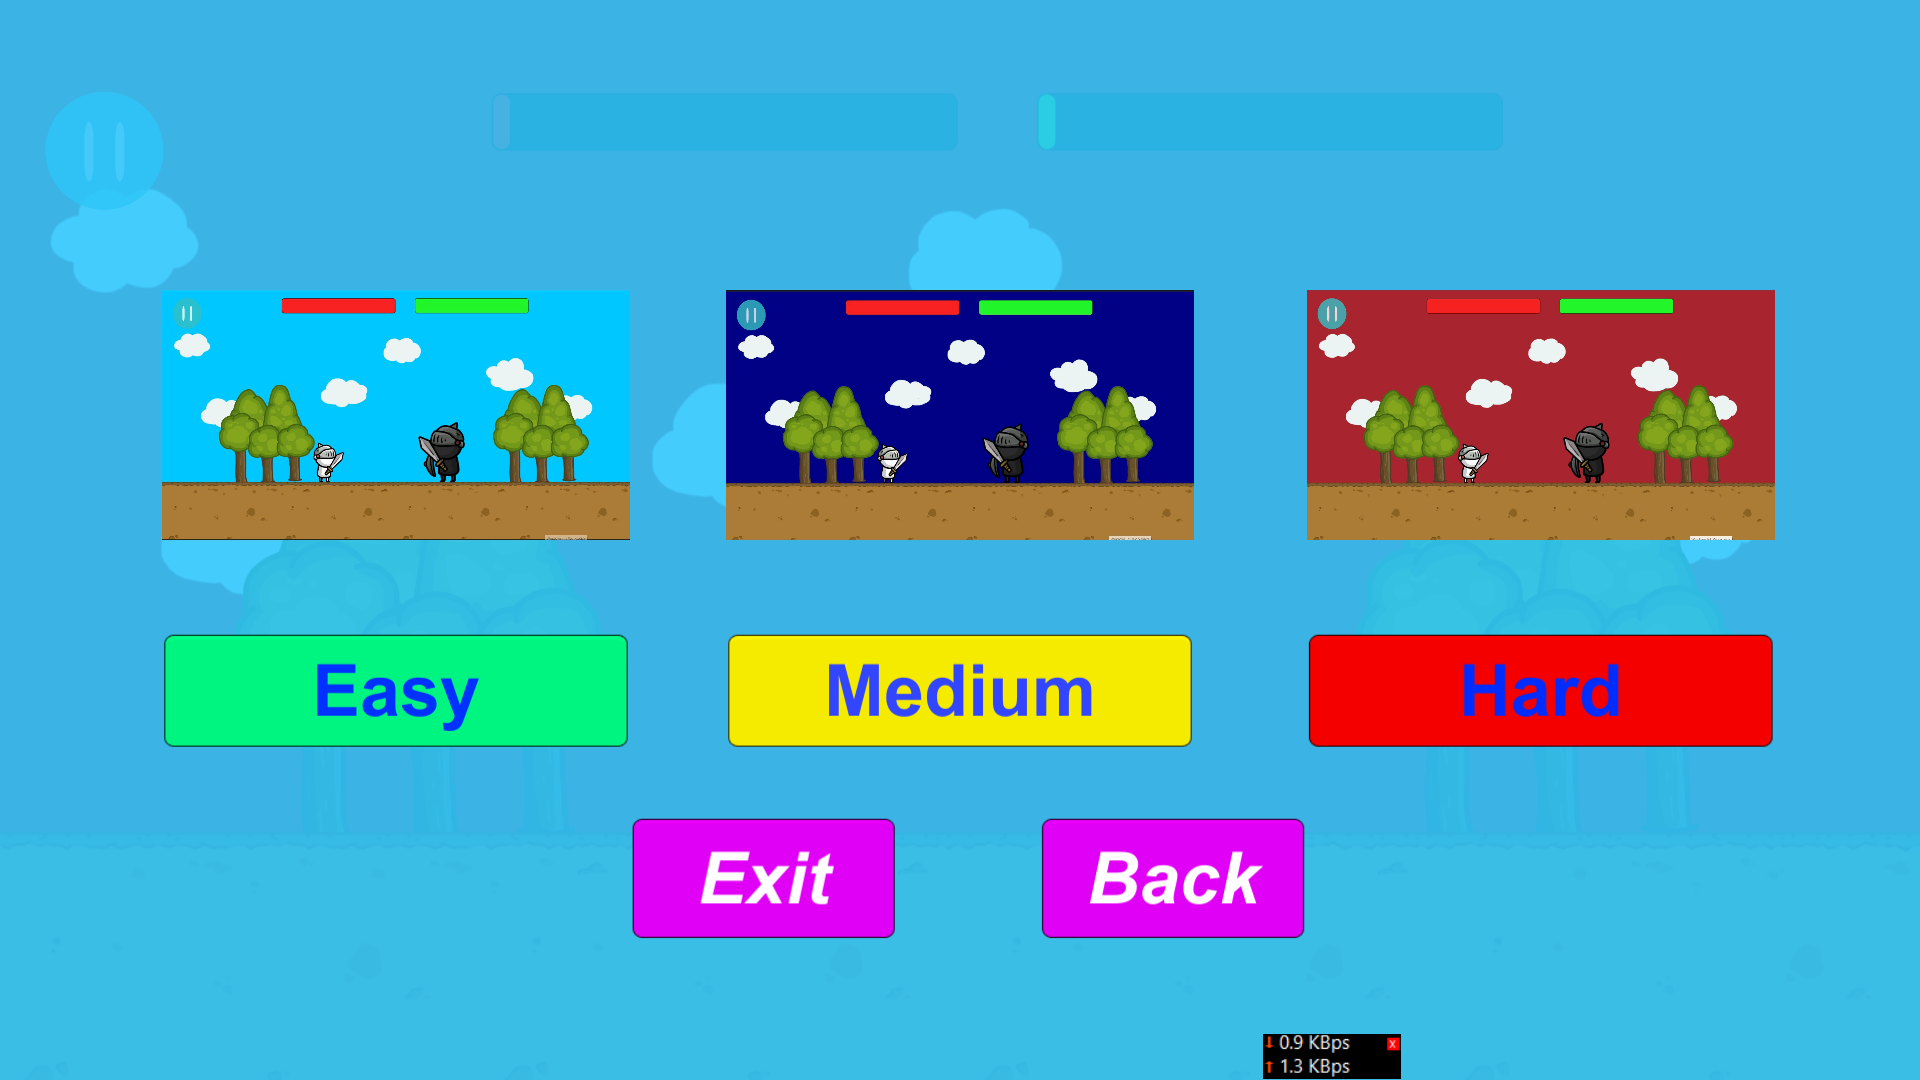 Easy
Medium
Hard
Exit
Back
↓ 0.9 KBps
x
↑ 1.3 KBps